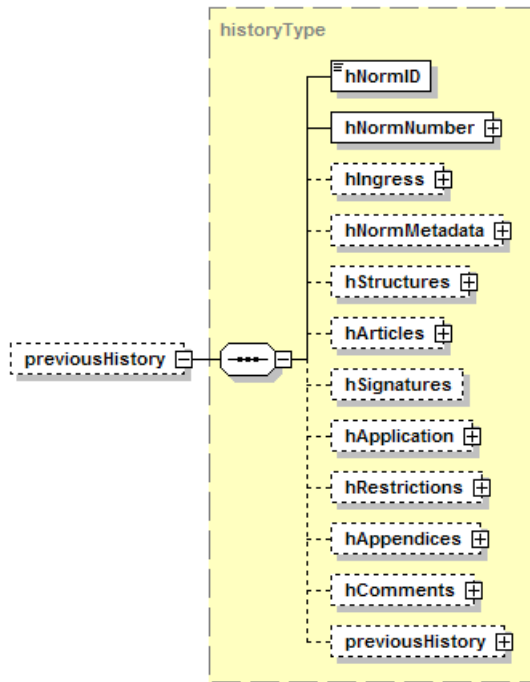 historyType
hNormID
hNormNumber
hIngress
hNormMetadata
hStructures
previousHistory
hArticles
hSignatures
hApplication
hRestrictions
hAppendices
hComments
previousHistory